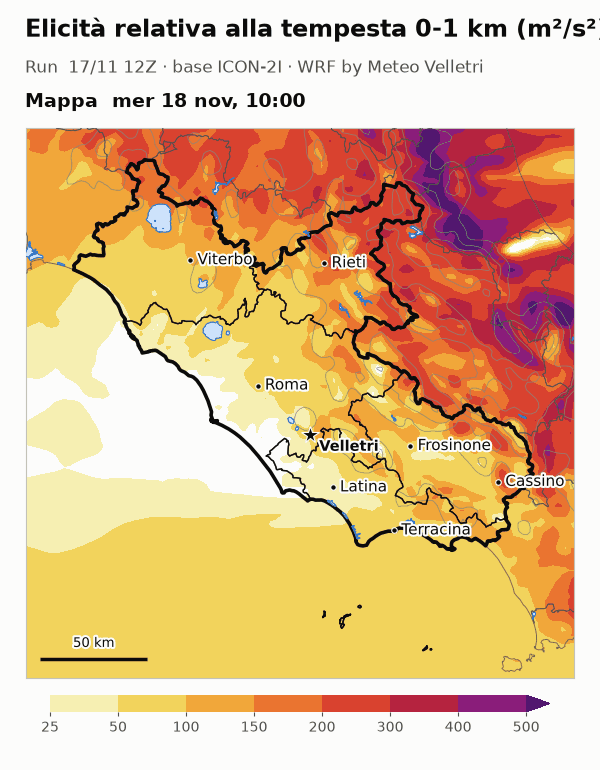 Elicità relativa alla tempesta 0-1 km (m²/s²)
Run 17/11 12Z · base ICON-2I · WRF by Meteo Velletri
Mappa mer 18 nov, 10:00
Viterbo
Rieti
Roma
Velletri
Frosinone
Cassino
Latina
Terracina
50 km
25 50 100 150 200 300 400 500